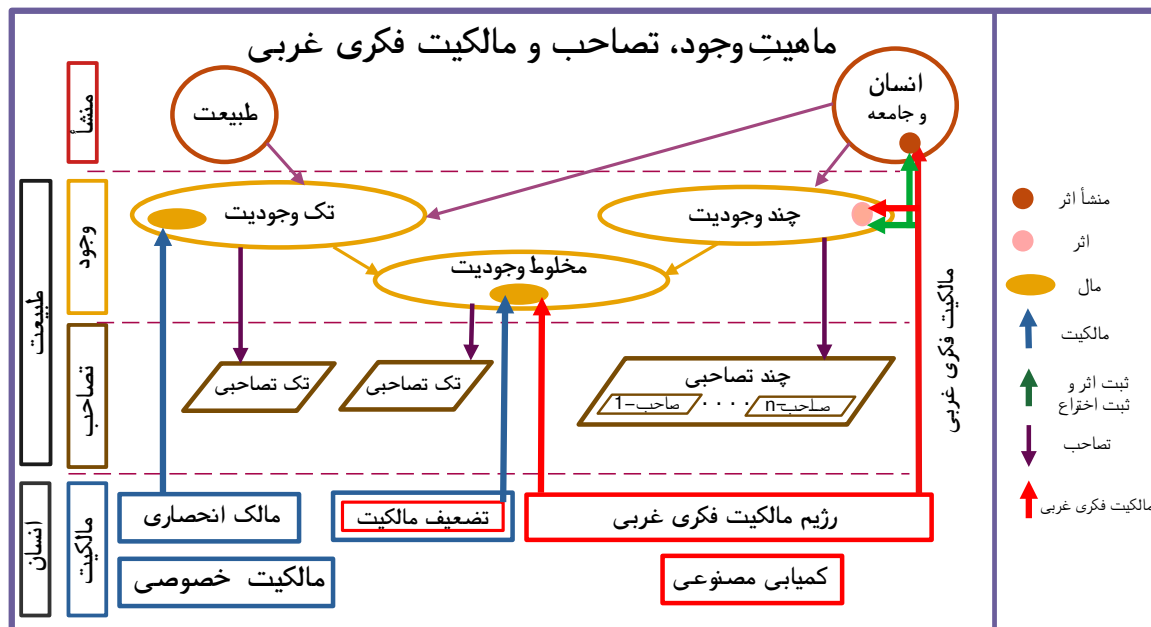 ماهیتِ وجود، تصاحب و مالکیت فکری غربی
منشأ
طبیعت
انسان
و جامعه
وجود
تک وجودیت
چند وجودیت
مخلوط وجودیت
طبیعت
تصاحب
تک تصاحبی
تک تصاحبی
چند تصاحبی
صاحب-1
....
صاحب-n
مالکیت فکری غربی
انسان
مالکیت
مالک انحصاری
تضعیف مالکیت
رژیم مالکیت فکری غربی
مالکیت خصوصی
کمیابی مصنوعی
منشأ اثر
اثر
مال
مالکیت
ثبت اثر و
ثبت اختراع
تصاحب
مالکیت فکری غربی